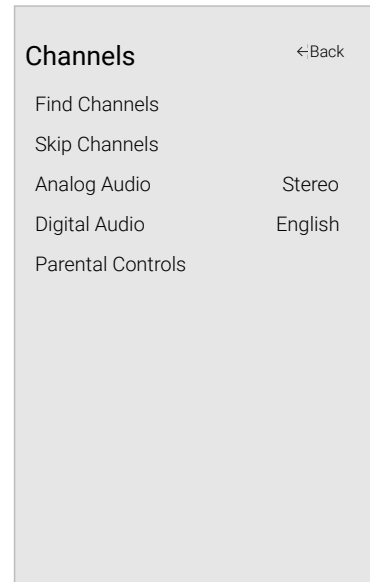 Channels ←Back
Find Channels
Skip Channels
Analog Audio Stereo
Digital Audio English
Parental Controls